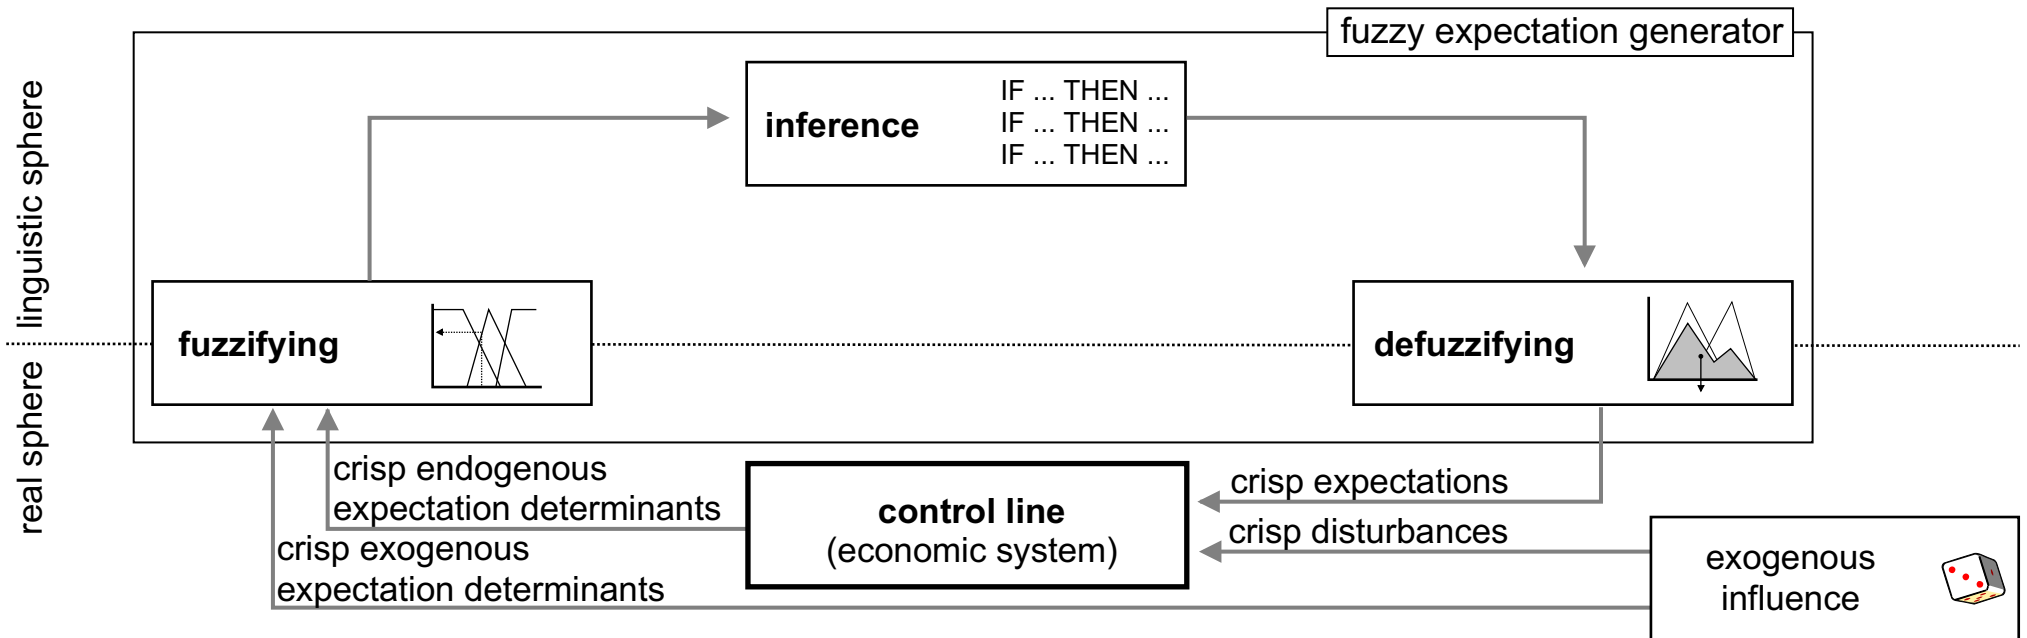 fuzzy expectation generator
linguistic sphere
inference
IF ... THEN ...
IF ... THEN ...
IF ... THEN ...
fuzzifying
defuzzifying
real sphere
crisp endogenous
expectation determinants
crisp exogenous
expectation determinants
control line
(economic system)
crisp expectations
crisp disturbances
exogenous
influence